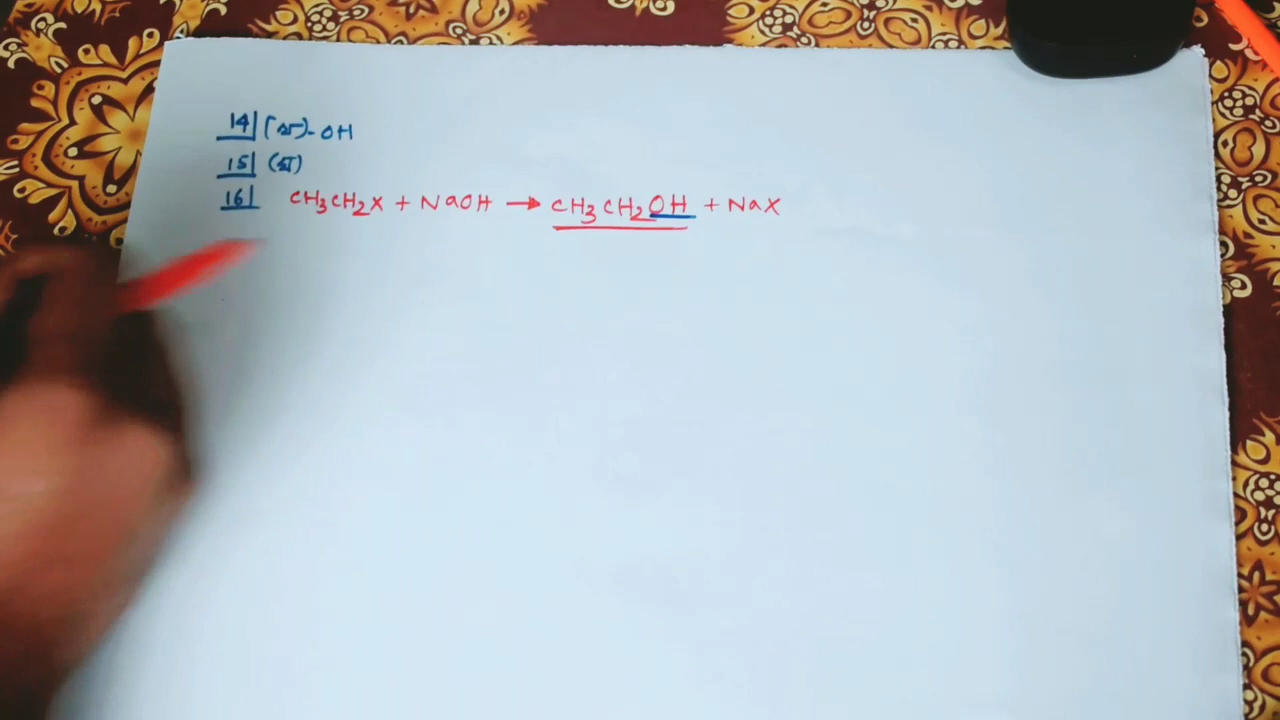 14| (ক)- OH
15|
16| CH3CH2X + NaOH → CH3CH2OH + NaX